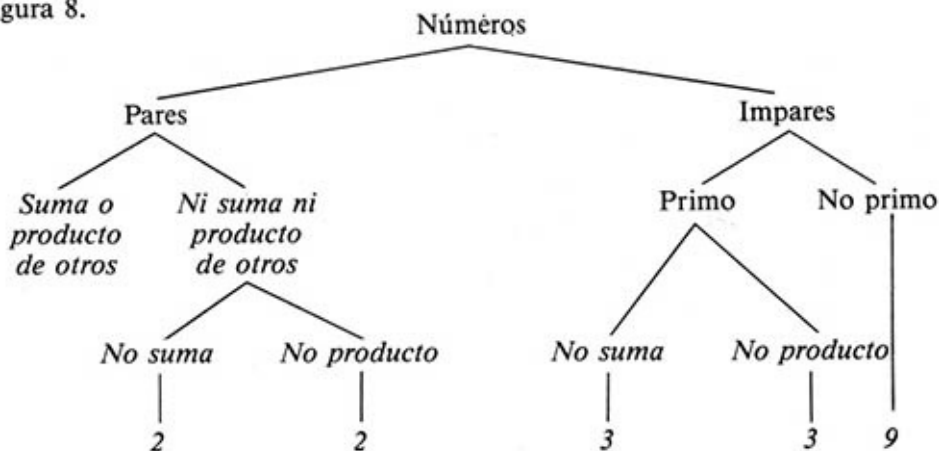 gura 8.
Números
Pares Impares
Suma o Ni suma ni Primo No primo
producto producto
de otros de otros
No suma No producto No suma No producto
2 2 3 3 9